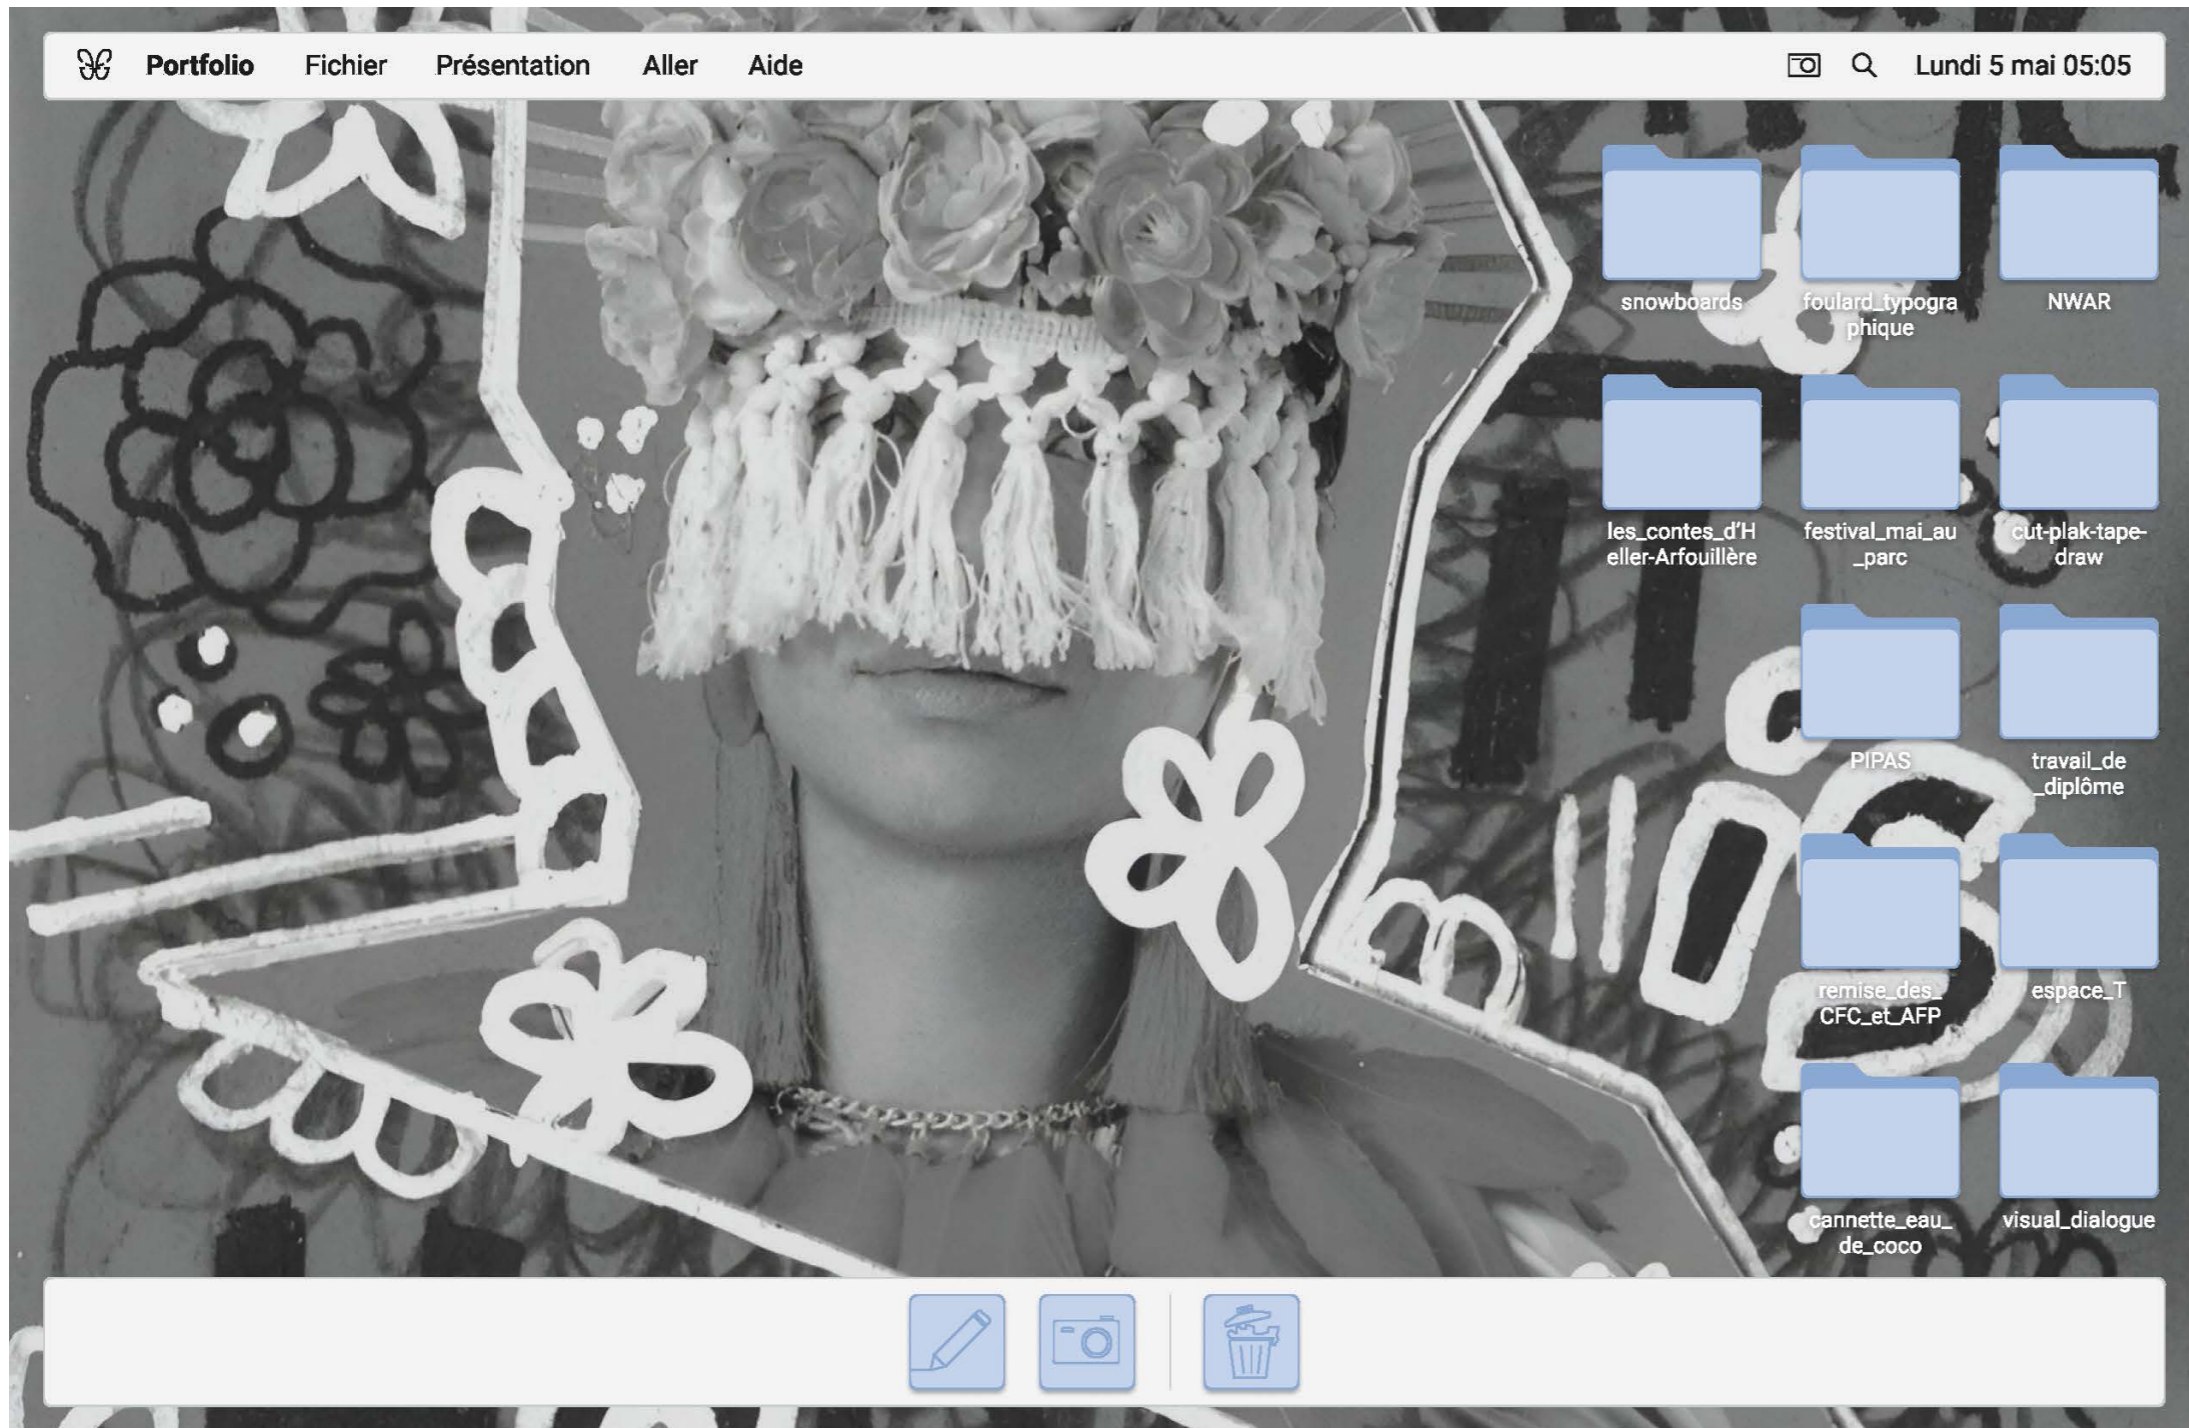 Portfolio Fichier Présentation Aller Aide Lundi 5 mai 05:05
snowboards
foulard_typogra
phique
NWAR
les_contes_d’H
eller-Arfouillère
festival_mai_au
_parc
cut-plak-tape-
draw
PIPAS
travail_de
_diplôme
remise_des_
CFC_et_AFP
espace_T
cannette_eau_
de_coco
visual_dialogue